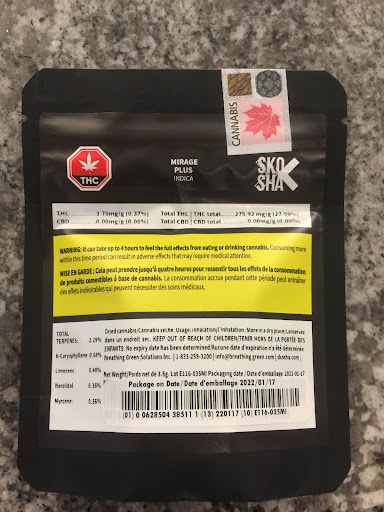 CANNABIS
THC
MIRAGE
PLUS
INDICA
SKO
SHA
THC 3.70mg/g (0.37%) Total THC | THC total 275.92 mg/g (27.59%)
CBD 0.00mg/g (0.00%) Total CBD | CBD total 0.00mg/g (0.00%)
WARNING: It can take up to 4 hours to feel the full effects from eating or drinking cannabis. Consuming more
within this time period can result in adverse effects that may require medical attention.
MISE EN GARDE : Cela peut prendre jusqu'à quatre heures pour ressentir tous les effets de la consommation
de produits comestibles à base de cannabis. La consommation accrue pendant cette période peut entraîner
des effets indésirables qui peuvent nécessiter des soins médicaux.
TOTAL
TERPENES: 2.29%
b-Caryophyllene: 0.58%
Limonene: 0.40%
Nerolidol: 0.36%
Myrcene: 0.36%
Dried cannabis/Cannabis seche. Usage: inhalation/l'inhalation. Store in a dry place/Conservez
dans un endroit sec. KEEP OUT OF REACH OF CHILDREN/TENIR HORS DE LA PORTÉE DES
ENFANTS. No expiry date has been determined/Aucune date d'expiration n'a été déterminée
Breathing Green Solutions Inc. | 1-833-259-3200 | info@breathinggreen.com | skosha.com
Net Weight/Poids net de 3.5g. Lot E116-035MI Packaging date / Date d'emballage 2022-01-17
Package on Date/ Date d'emballage 2022/01/17
(01) 0 0628504 38511 1 (13) 220117 (10) E116-035MI